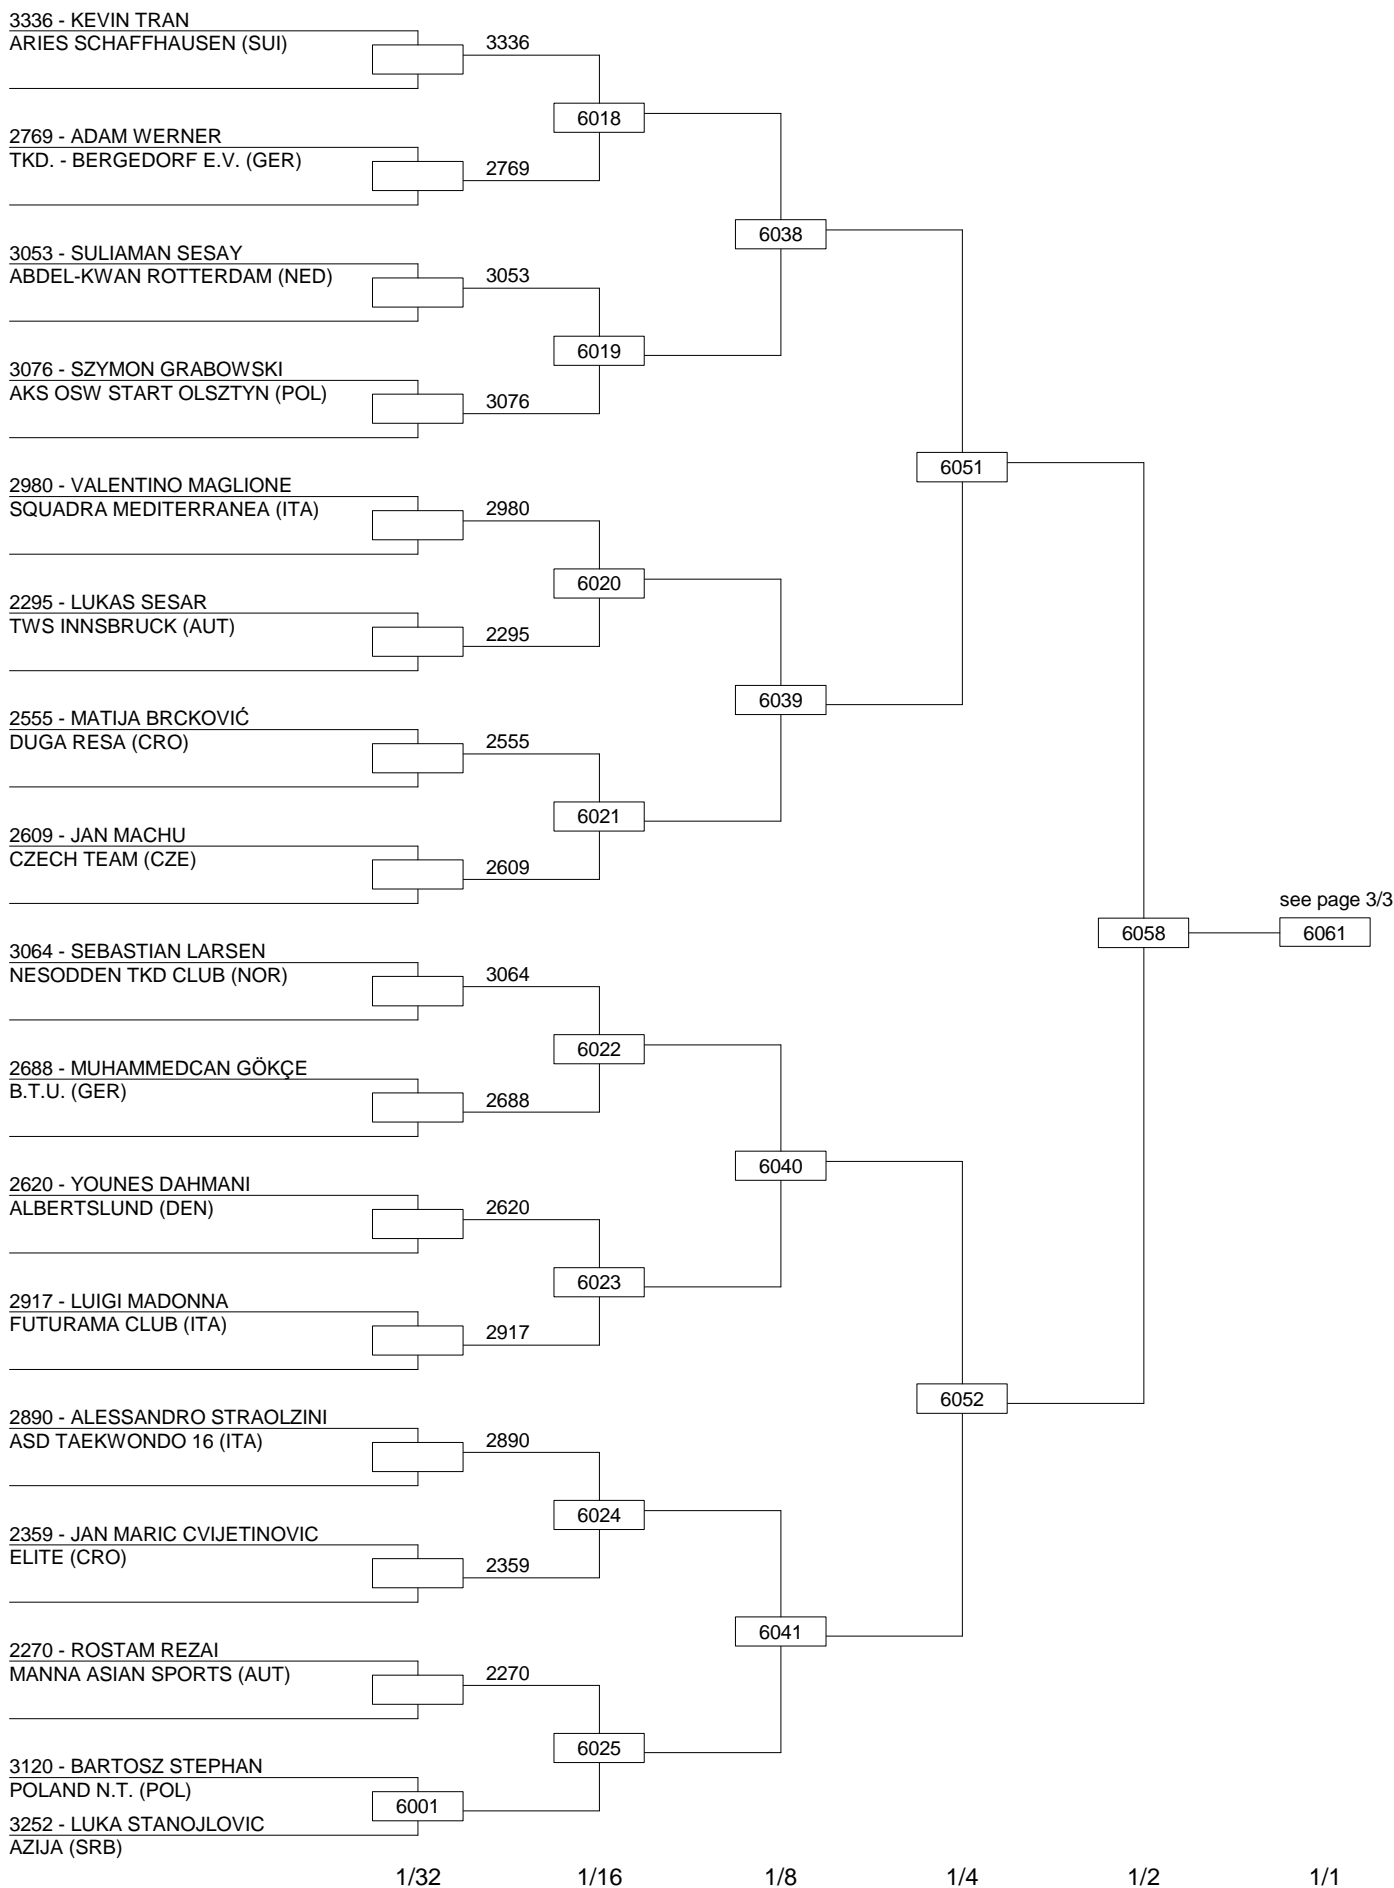 3336 - KEVIN TRAN
ARIES SCHAFFHAUSEN (SUI)
3336
6018
2769 - ADAM WERNER
TKD. - BERGEDORF E.V. (GER)
2769
6038
3053 - SULIAMAN SESAY
ABDEL-KWAN ROTTERDAM (NED)
3053
6019
3076 - SZYMON GRABOWSKI
AKS OSW START OLSZTYN (POL)
3076
6051
2980 - VALENTINO MAGLIONE
SQUADRA MEDITERRANEA (ITA)
2980
6020
2295 - LUKAS SESAR
TWS INNSBRUCK (AUT)
2295
6039
2555 - MATIJA BRCKOVIĆ
DUGA RESA (CRO)
2555
6021
2609 - JAN MACHU
CZECH TEAM (CZE)
2609
see page 3/3
6058
6061
3064 - SEBASTIAN LARSEN
NESODDEN TKD CLUB (NOR)
3064
6022
2688 - MUHAMMEDCAN GÖKÇE
B.T.U. (GER)
2688
6040
2620 - YOUNES DAHMANI
ALBERTSLUND (DEN)
2620
6023
2917 - LUIGI MADONNA
FUTURAMA CLUB (ITA)
2917
6052
2890 - ALESSANDRO STRAOLZINI
ASD TAEKWONDO 16 (ITA)
2890
6024
2359 - JAN MARIC CVIJETINOVIC
ELITE (CRO)
2359
6041
2270 - ROSTAM REZAI
MANNA ASIAN SPORTS (AUT)
2270
6025
3120 - BARTOSZ STEPHAN
POLAND N.T. (POL)
6001
3252 - LUKA STANOJLOVIC
AZIJA (SRB)
1/32 1/16 1/8 1/4 1/2 1/1